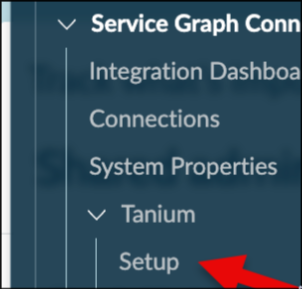 Service Graph Conn
Integration Dashboa
Connections
System Properties
Tanium
Setup